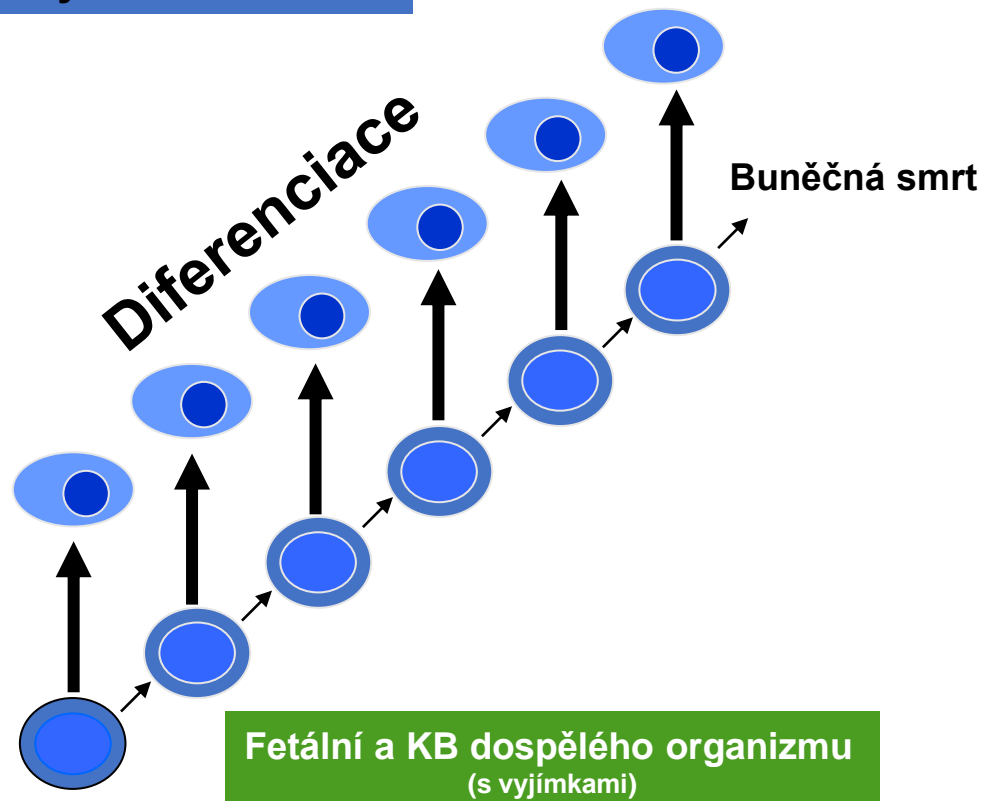 Diferenciace
Buněčná smrt
Fetální a KB dospělého organizmu
(s vyjímkami)